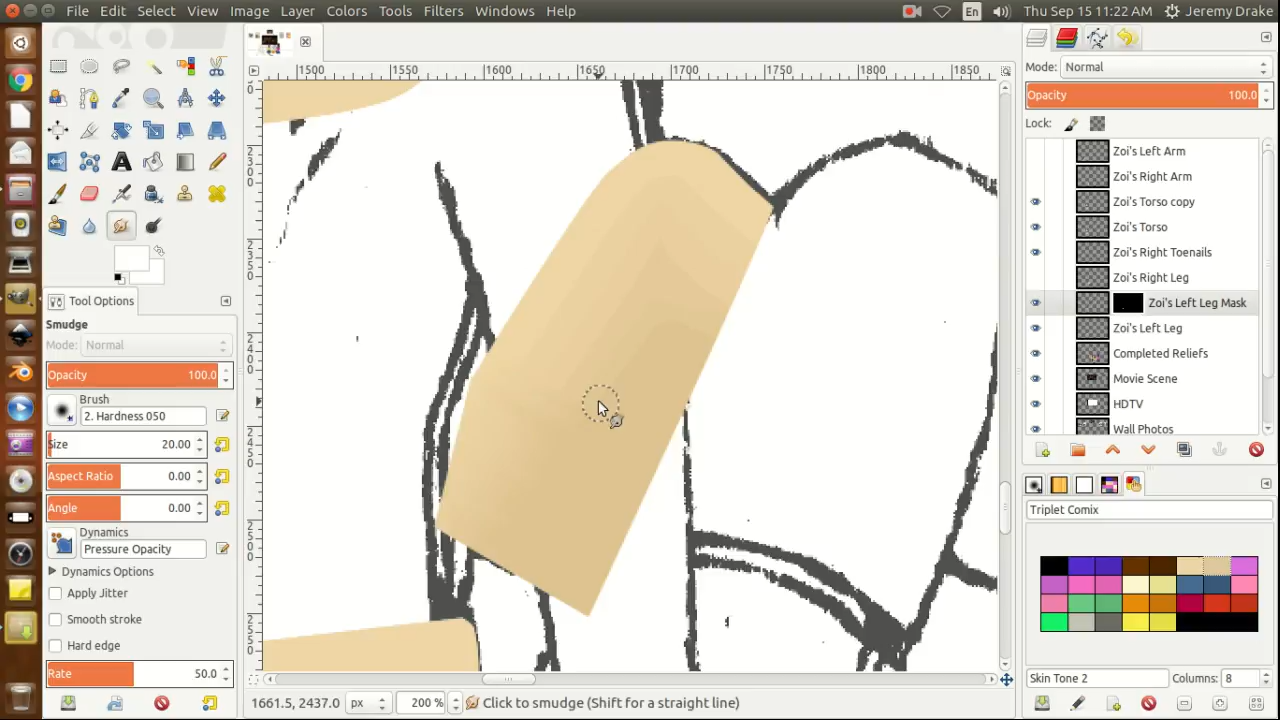 File Edit Select View Image Layer Colors Tools Filters Windows Help
En Thu Sep 15 11:22 AM Jeremy Drake
1500 1550 1600 1650 1700 1750 1800 1850
Mode: Normal
Opacity 100.0
Lock:
Zoi's Left Arm
Zoi's Right Arm
Zoi's Torso copy
Zoi's Torso
Zoi's Right Toenails
Zoi's Right Leg
Zoi's Left Leg Mask
Zoi's Left Leg
Completed Reliefs
Movie Scene
HDTV
Wall Photos
Tool Options
Smudge
Mode: Normal
Opacity 100.0
Brush
2. Hardness 050
Size 20.00
Aspect Ratio 0.00
Angle 0.00
Dynamics
Pressure Opacity
Dynamics Options
Apply Jitter
Smooth stroke
Hard edge
Rate 50.0
Triplet Comix
Skin Tone 2 Columns: 8
1661.5, 2437.0 px 200 % Click to smudge (Shift for a straight line)